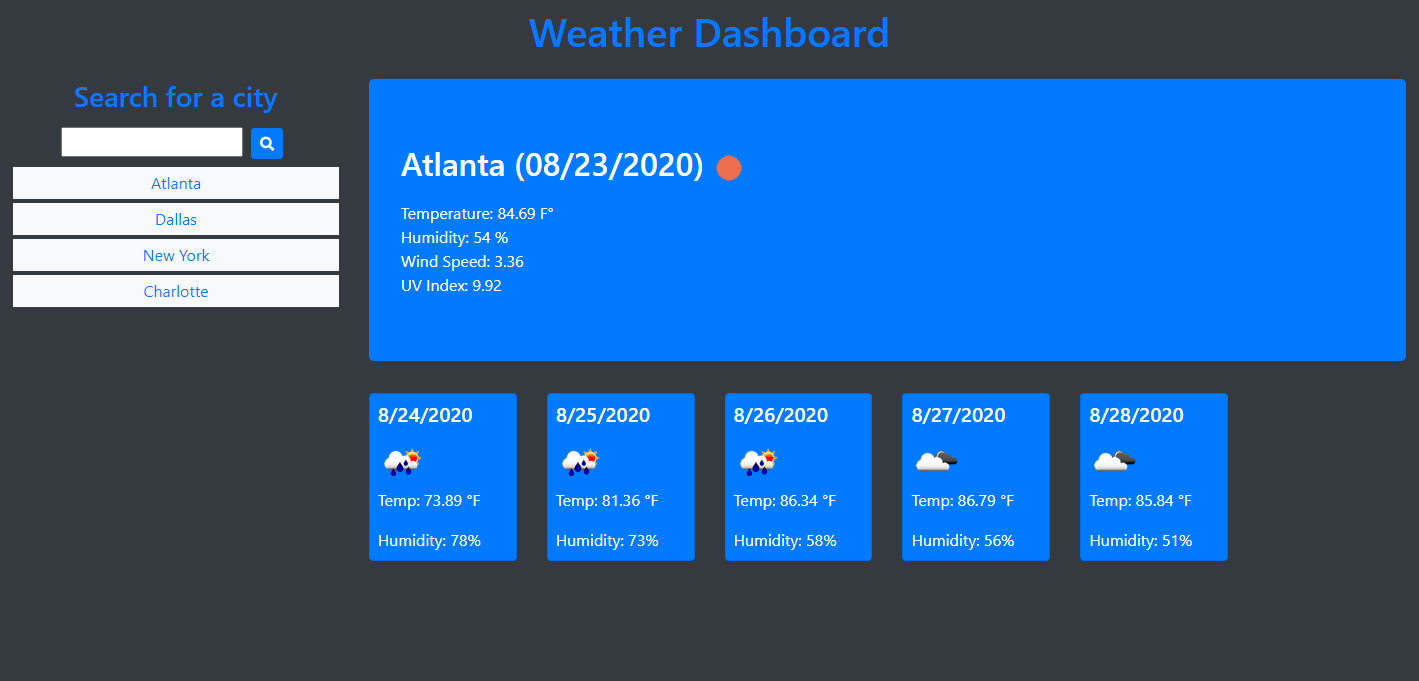 Weather Dashboard
Search for a city
Atlanta
Dallas
New York
Charlotte
Atlanta (08/23/2020)
Temperature: 84.69 F°
Humidity: 54 %
Wind Speed: 3.36
UV Index: 9.92
8/24/2020
Temp: 73.89 °F
Humidity: 78%
8/25/2020
Temp: 81.36 °F
Humidity: 73%
8/26/2020
Temp: 86.34 °F
Humidity: 58%
8/27/2020
Temp: 86.79 °F
Humidity: 56%
8/28/2020
Temp: 85.84 °F
Humidity: 51%